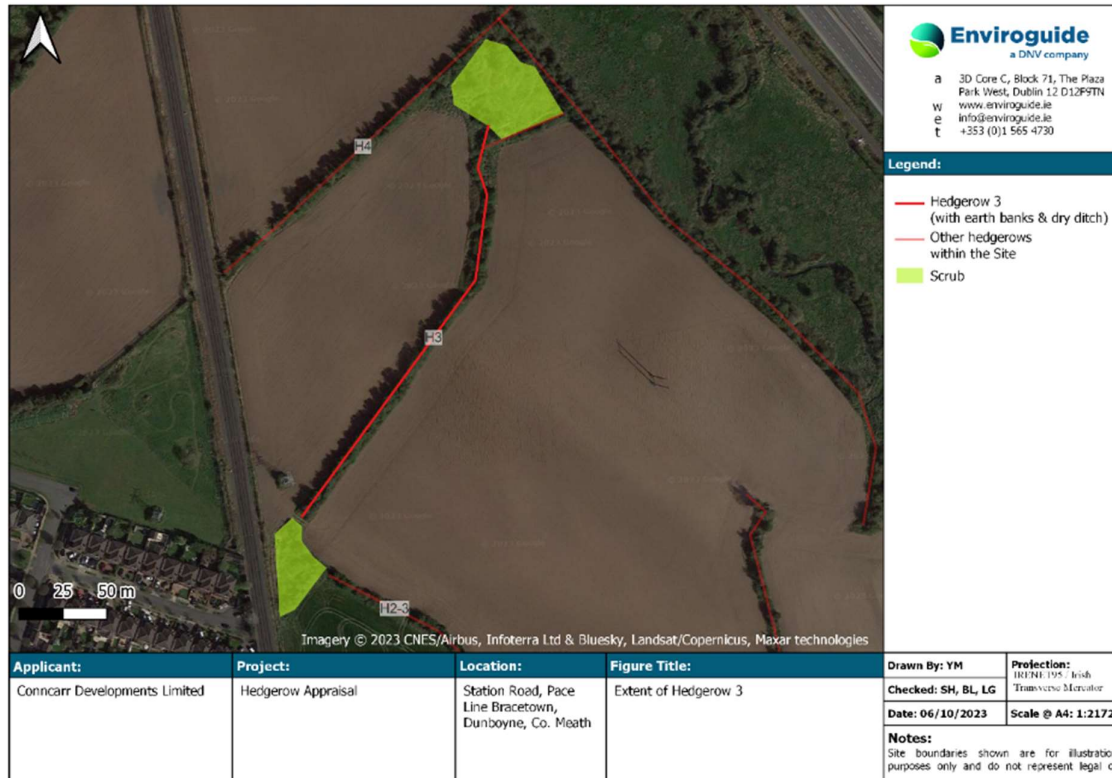 H4
H3
H2-3
0 25 50 m
Imagery © 2023 CNES/Airbus, Infoterra Ltd & Bluesky, Landsat/Copernicus, Maxar technologies
Enviroguide
a DNV company
a 3D Core C, Block 71, The Plaza
Park West, Dublin 12 D12F9TN
w www.enviroguide.ie
e info@enviroguide.ie
t +353 (0)1 565 4730
Legend:
Hedgerow 3
(with earth banks & dry ditch)
Other hedgerows
within the Site
Scrub
Applicant:
Conncarr Developments Limited
Project:
Hedgerow Appraisal
Location:
Station Road, Pace
Line Bracetown,
Dunboyne, Co. Meath
Figure Title:
Extent of Hedgerow 3
Drawn By: YM
Checked: SH, BL, LG
Date: 06/10/2023
Projection:
/ Irish
Transverse Mercator
Scale @ A4: 1:2172
Notes:
Site boundaries shown are for
purposes only and do not represent legal